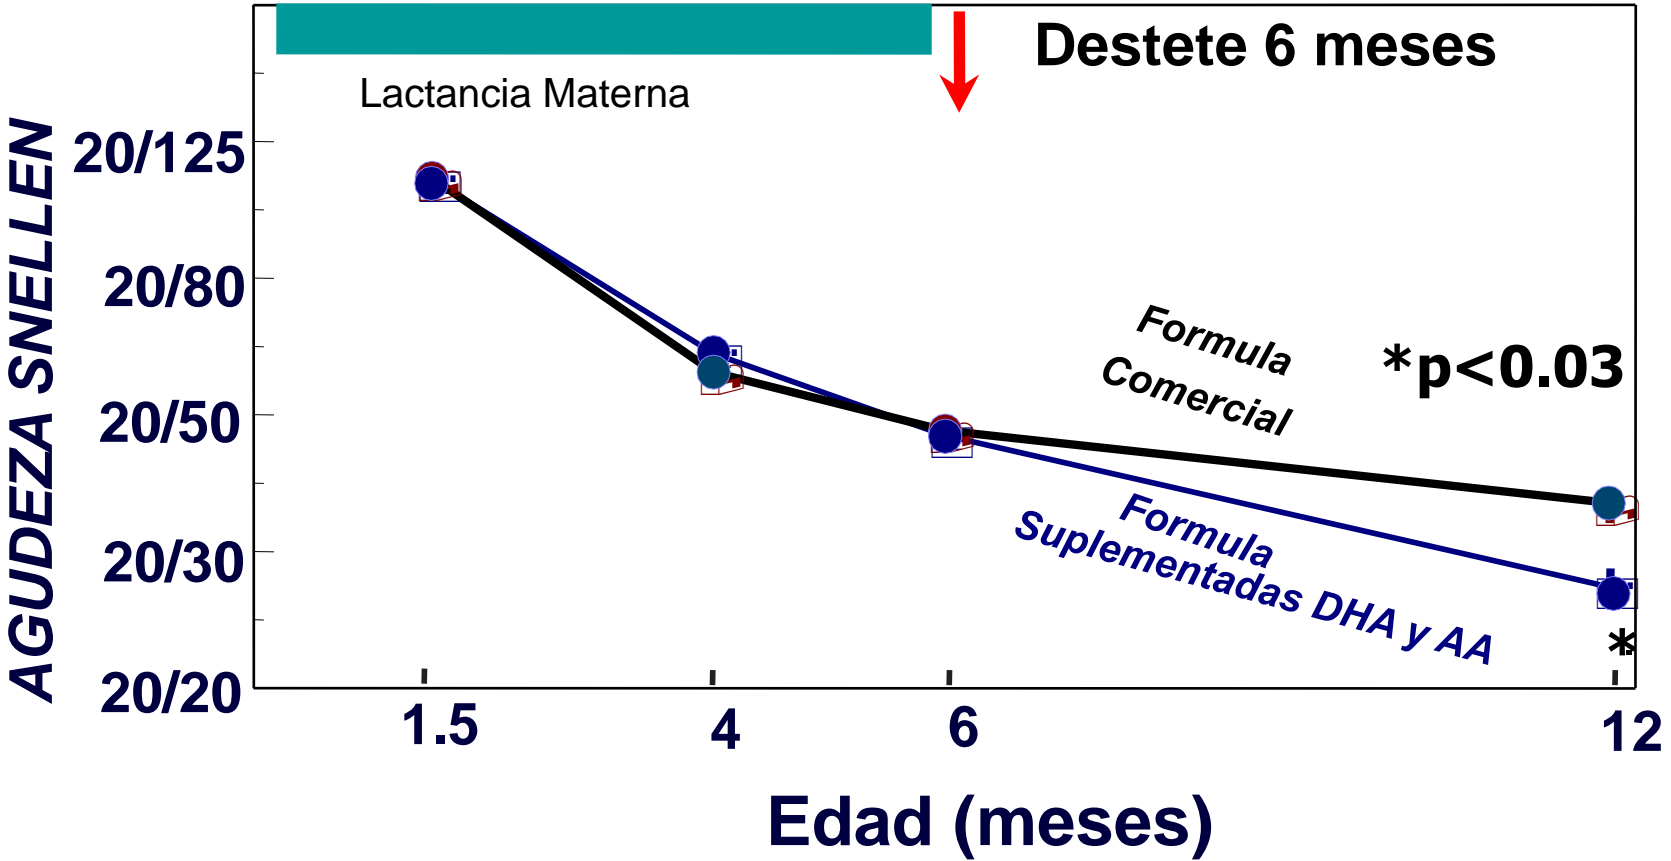 Destete 6 meses
Lactancia Materna
AGUDEZA SNELLEN
20/125
20/80
20/50
20/30
20/20
Formula
Comercial
*p<0.03
Formula
Suplementadas DHA y AA
*
1.5
4
6
12
Edad (meses)